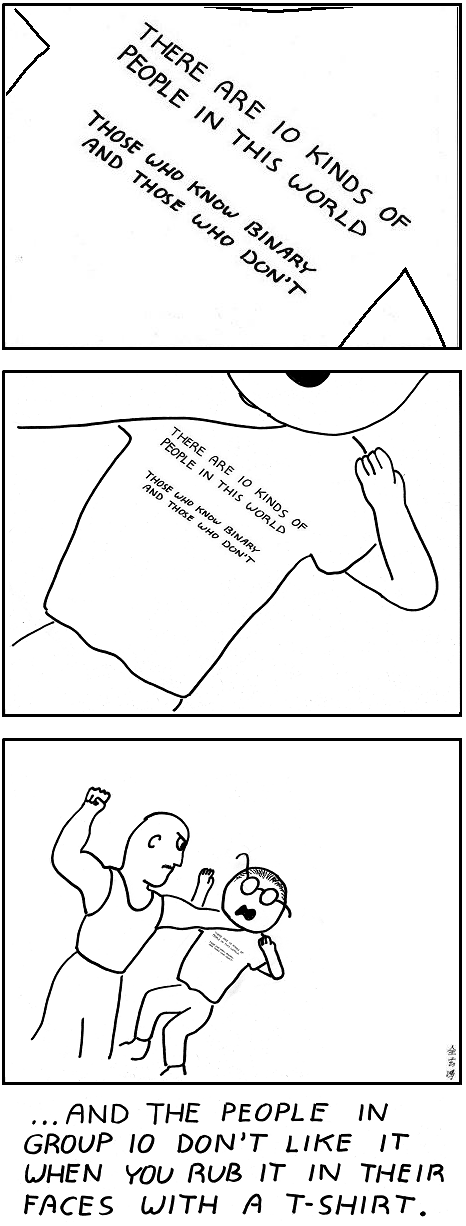 THERE ARE 10 KINDS OF
PEOPLE IN THIS WORLD
THOSE WHO KNOW BINARY
AND THOSE WHO DON'T
THERE ARE 10 KINDS OF
PEOPLE IN THIS WORLD
THOSE WHO KNOW BINARY
AND THOSE WHO DON'T
...AND THE PEOPLE IN
GROUP 10 DON'T LIKE IT
WHEN YOU RUB IT IN THEIR
FACES WITH A T-SHIRT.